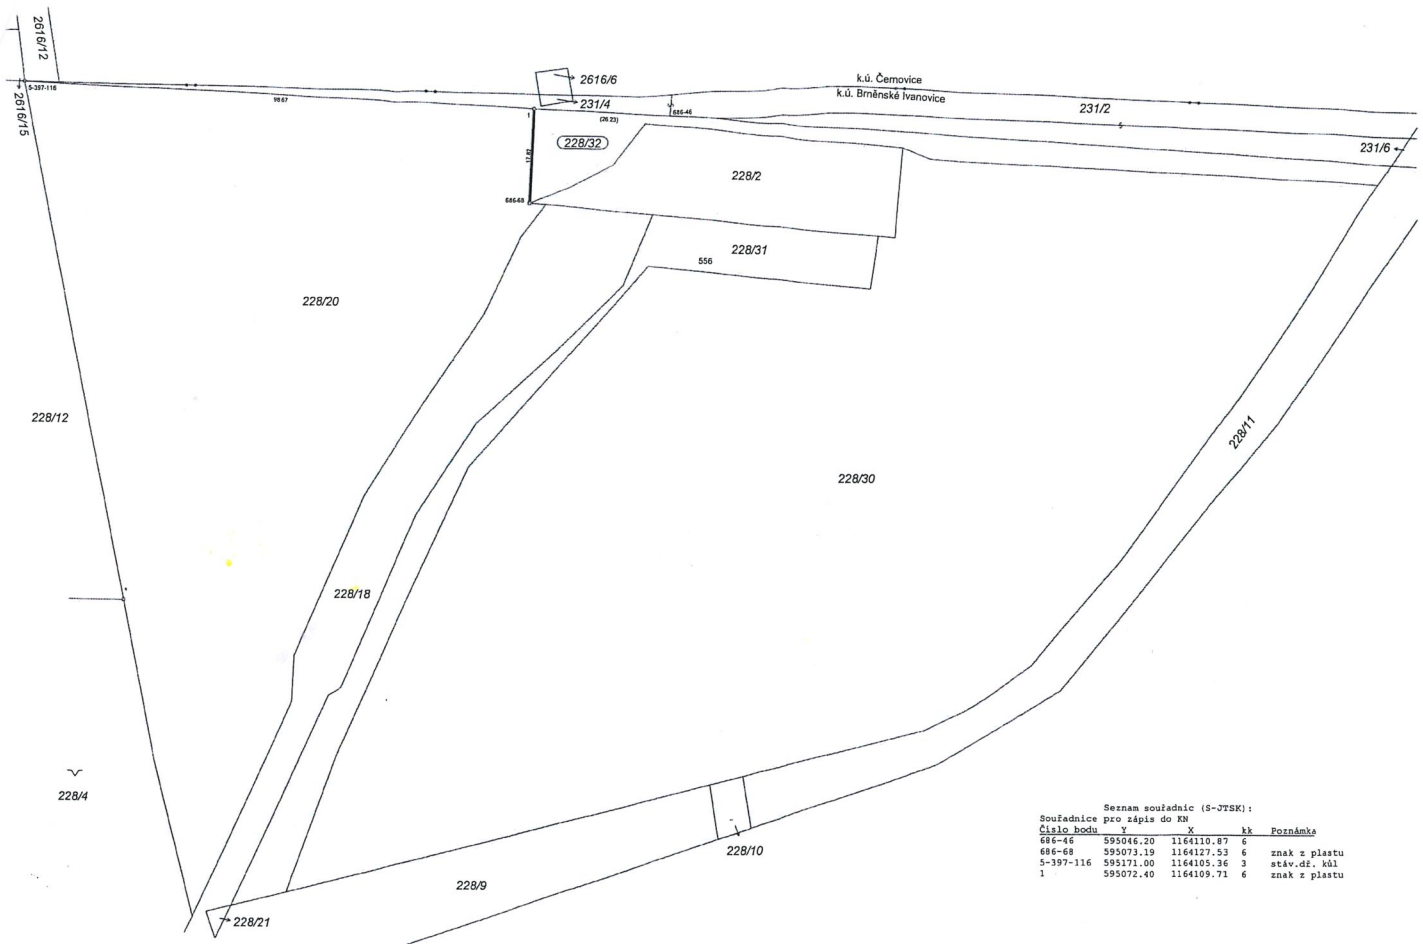 2616/12
2616/15
5-397-116
98 67
2616/6
231/4
k.ú. Černovice
k.ú. Brněnské Ivanovice
231/2
686-46
(26 23)
1
228/32
17.82
231/6
228/2
686-68
228/31
556
228/20
228/12
228/11
228/30
228/18
228/4
228/10
228/9
228/21
Seznam souřadnic (S-JTSK):
Souřadnice pro zápis do KN
Číslo bodu Y X kk Poznámka
686-46 595046.20 1164110.87 6
686-68 595073.19 1164127.53 6 znak z plastu
5-397-116 595171.00 1164105.36 3 stáv.dř. kůl
1 595072.40 1164109.71 6 znak z plastu